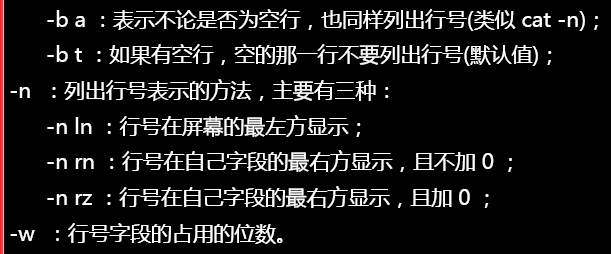 -b a ：表示不论是否为空行，也同样列出行号(类似 cat -n)；
-b t ：如果有空行，空的那一行不要列出行号(默认值)；
-n ：列出行号表示的方法，主要有三种：
-n ln ：行号在屏幕的最左方显示；
-n rn ：行号在自己字段的最右方显示，且不加 0 ；
-n rz ：行号在自己字段的最右方显示，且加 0 ；
-w ：行号字段的占用的位数。